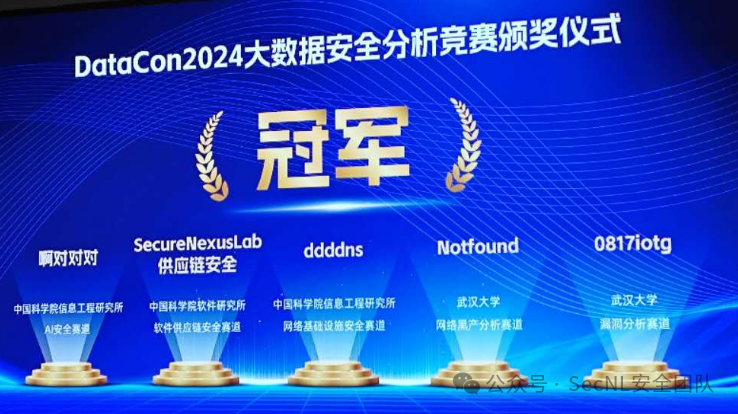 DataCon2024大数据安全分析竞赛颁奖仪式
冠军
啊对对对
中国科学院信息工程研究所
AI安全赛道
SecureNexusLab
供应链安全
中国科学院软件研究所
软件供应链安全赛道
ddddns
中国科学院信息工程研究所
网络基础设施安全赛道
Notfound
武汉大学
网络黑产分析赛道
0817iotg
武汉大学
漏洞分析赛道
公众号·SecNL安全团队